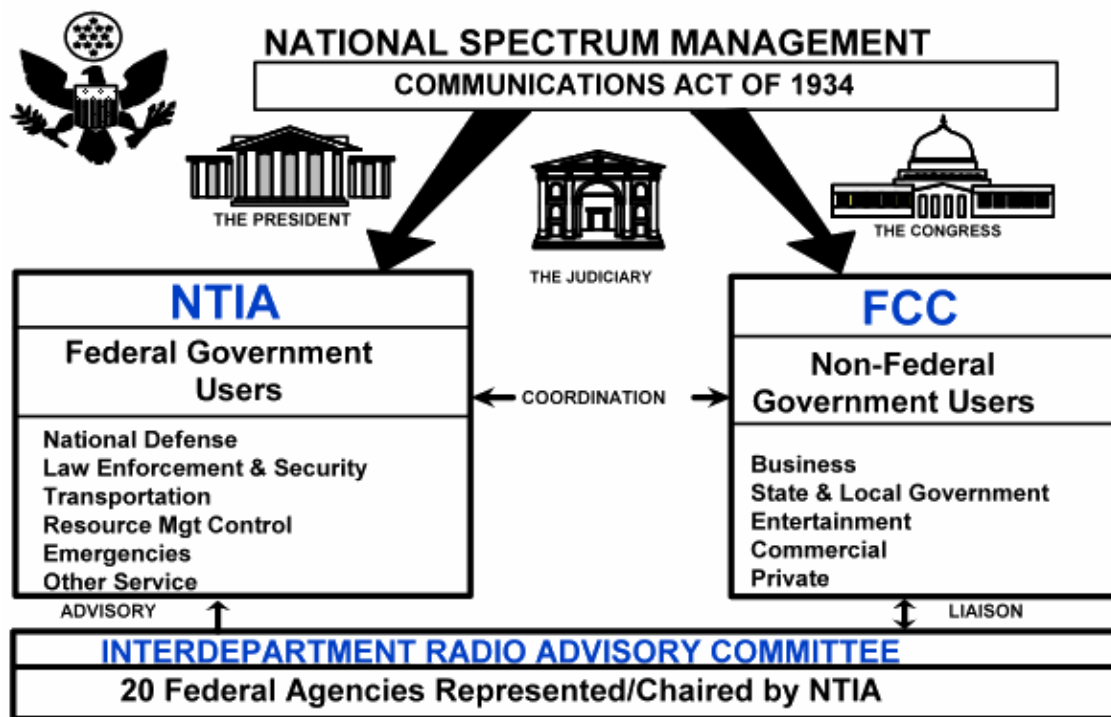 NATIONAL SPECTRUM MANAGEMENT
COMMUNICATIONS ACT OF 1934
THE PRESIDENT
THE JUDICIARY
THE CONGRESS
NTIA
Federal Government
Users
National Defense
Law Enforcement & Security
Transportation
Resource Mgt Control
Emergencies
Other Service
COORDINATION
FCC
Non-Federal
Government Users
Business
State & Local Government
Entertainment
Commercial
Private
ADVISORY
LIAISON
INTERDEPARTMENT RADIO ADVISORY COMMITTEE
20 Federal Agencies Represented/Chaired by NTIA